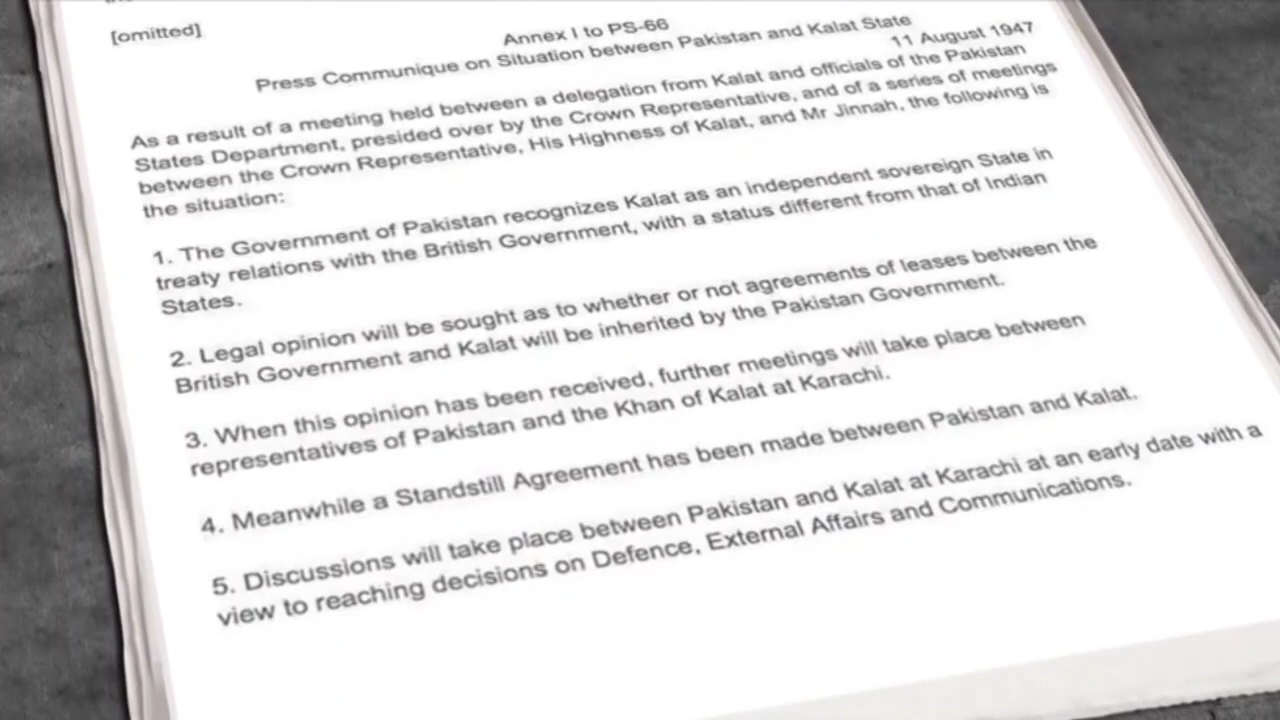 [omitted]
Annex I to PS-66
Press Communique on Situation between Pakistan and Kalat State
11 August 1947
As a result of a meeting held between a delegation from Kalat and officials of the Pakistan
States Department, presided over by the Crown Representative, and of a series of meetings
between the Crown Representative, His Highness of Kalat, and Mr Jinnah, the following is
the situation:
1. The Government of Pakistan recognizes Kalat as an independent sovereign State in
treaty relations with the British Government, with a status different from that of Indian
States.
2. Legal opinion will be sought as to whether or not agreements of leases between the
British Government and Kalat will be inherited by the Pakistan Government.
3. When this opinion has been received, further meetings will take place between
representatives of Pakistan and the Khan of Kalat at Karachi.
4. Meanwhile a Standstill Agreement has been made between Pakistan and Kalat.
5. Discussions will take place between Pakistan and Kalat at Karachi at an early date with a
view to reaching decisions on Defence, External Affairs and Communications.